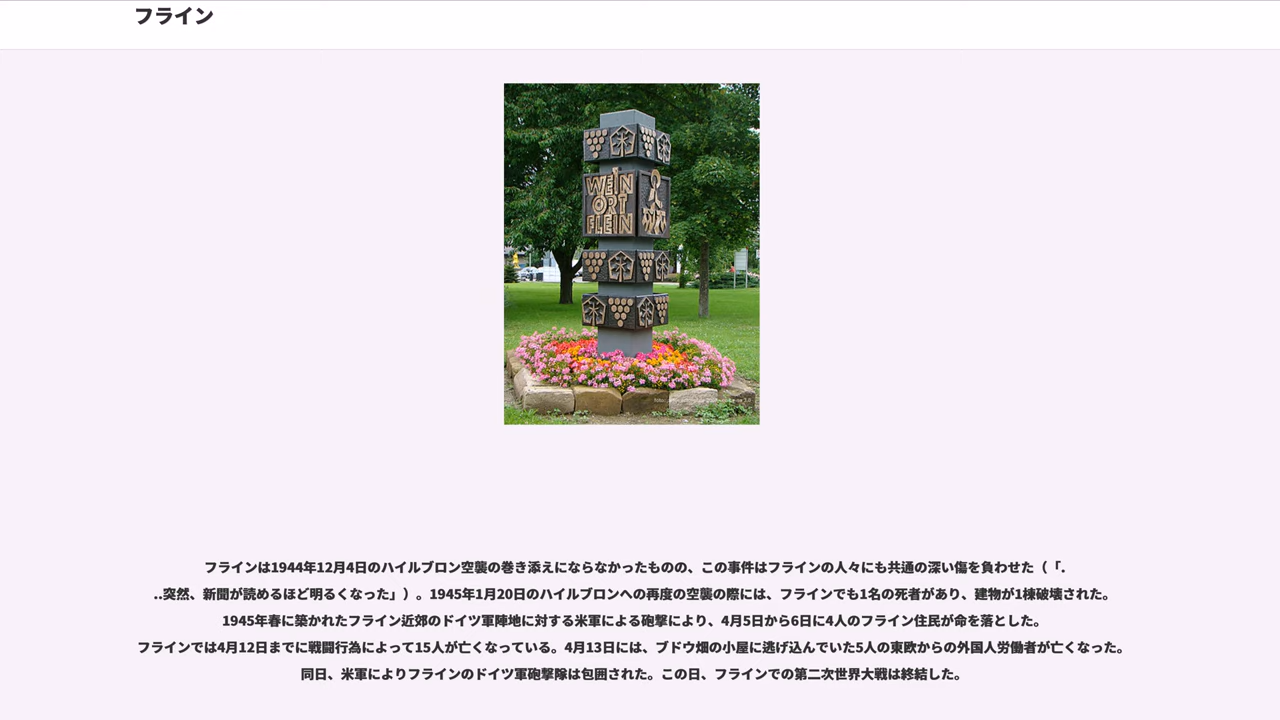 フライン
WEIN
ORT
FLEIN
フラインは1944年12月4日のハイルブロン空襲の巻き添えにならなかったものの、この事件はフラインの人々にも共通の深い傷を負わせた（「.
..突然、新聞が読めるほど明るくなった」）。1945年1月20日のハイルブロンへの再度の空襲の際には、フラインでも1名の死者があり、建物が1棟破壊された。
1945年春に築かれたフライン近郊のドイツ軍陣地に対する米軍による砲撃により、4月5日から6日に4人のフライン住民が命を落とした。
フラインでは4月12日までに戦闘行為によって15人が亡くなっている。4月13日には、ブドウ畑の小屋に逃げ込んでいた5人の東欧からの外国人労働者が亡くなった。
同日、米軍によりフラインのドイツ軍砲撃隊は包囲された。この日、フラインでの第二次世界大戦は終結した。